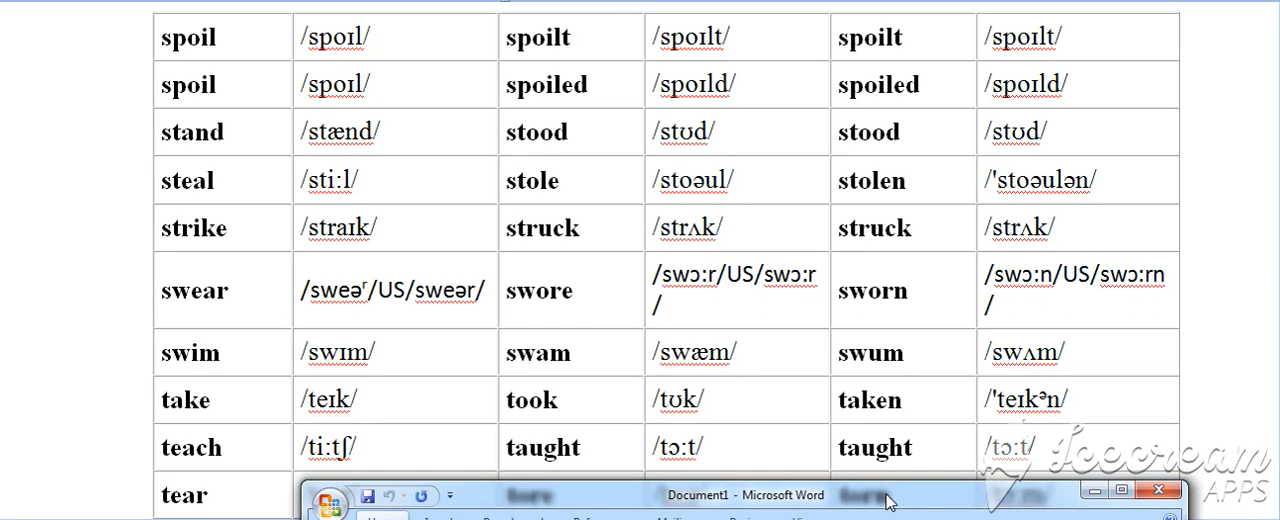 spoil /spoɪl/ spoilt /spoɪlt/ spoilt /spoɪlt/
spoil /spoɪl/ spoiled /spoɪld/ spoiled /spoɪld/
stand /stænd/ stood /stʊd/ stood /stʊd/
steal /sti:l/ stole /stoəul/ stolen /'stoəulən/
strike /straɪk/ struck /strʌk/ struck /strʌk/
swear /sweəʳ/US/sweər/ swore /swɔ:r/US/swɔ:r/ sworn /swɔ:n/US/swɔ:rn/
swim /swɪm/ swam /swæm/ swum /swʌm/
take /teɪk/ took /tʊk/ taken /'teɪkᵊn/
teach /ti:tʃ/ taught /tɔ:t/ taught /tɔ:t/
tear tore torn
Document1 - Microsoft Word
Icecream
APPS